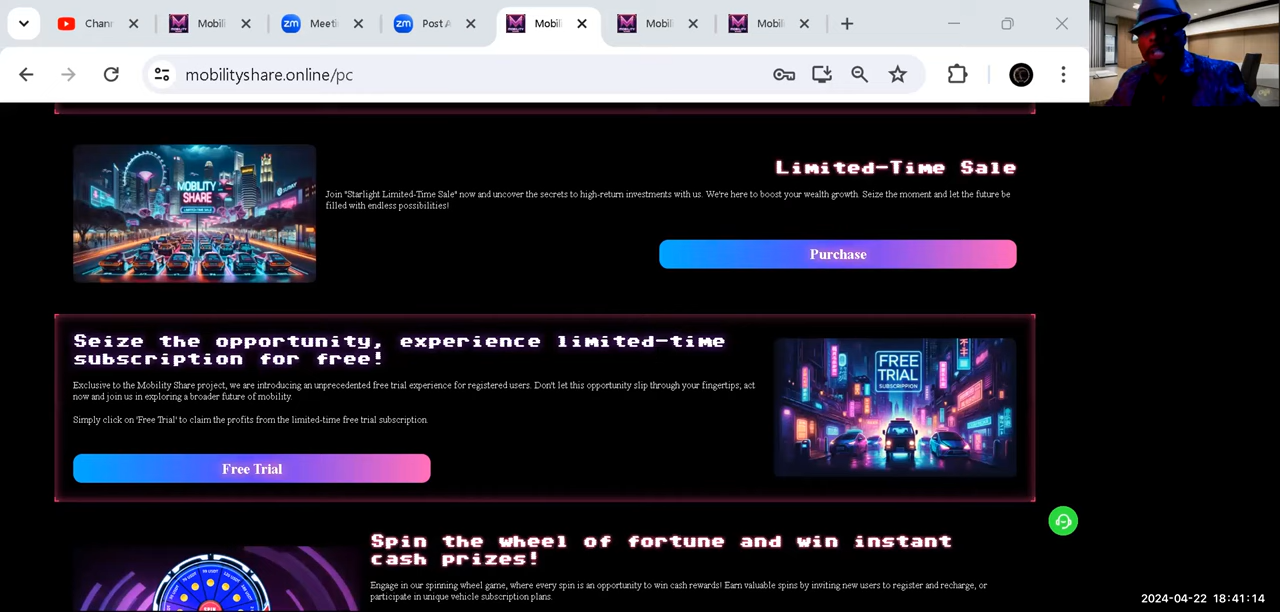 Chann
Mobili
Meeti
Post A
Mobil
Mobil
Mobil
mobilityshare.online/pc
MOBILITY
SHARE
LIMITED-TIME SALE
Limited-Time Sale
Join "Starlight Limited-Time Sale" now and uncover the secrets to high-return investments with us. We're here to boost your wealth growth. Seize the moment and let the future be
filled with endless possibilities!
Purchase
Seize the opportunity, experience limited-time
subscription for free!
Exclusive to the Mobility Share project, we are introducing an unprecedented free trial experience for registered users. Don't let this opportunity slip through your fingertips; act
now and join us in exploring a broader future of mobility.
Simply click on 'Free Trial' to claim the profits from the limited-time free trial subscription.
Free Trial
FREE
TRIAL
SUBSCRIPPTION
Spin the wheel of fortune and win instant
cash prizes!
Engage in our spinning wheel game, where every spin is an opportunity to win cash rewards! Earn valuable spins by inviting new users to register and recharge, or
participate in unique vehicle subscription plans.
SPIN
2024-04-22 18:41:14